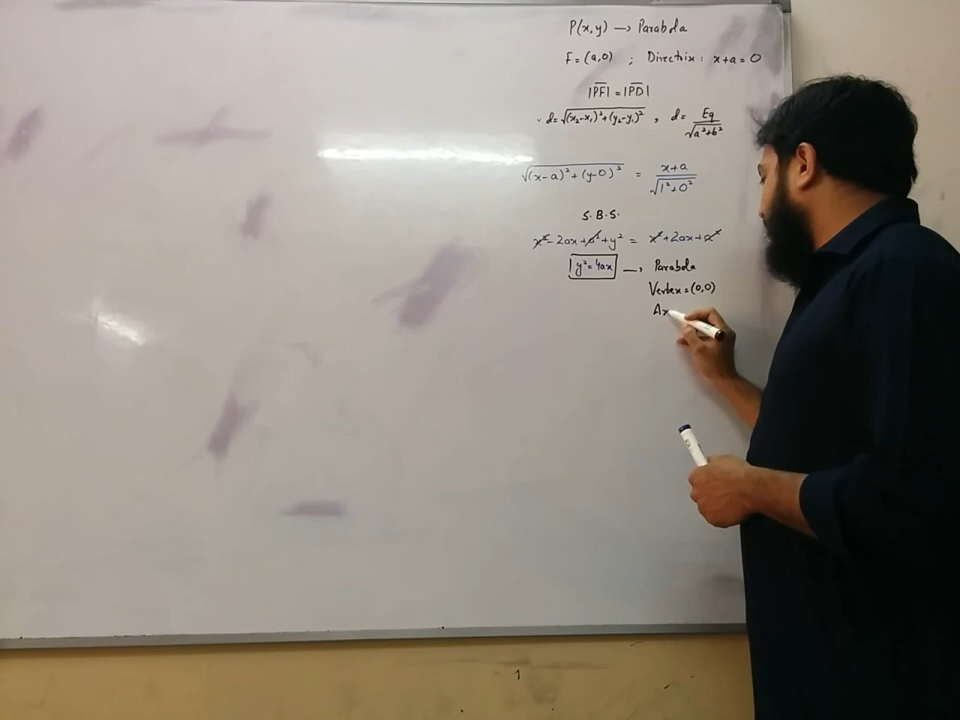 P(x,y) → Parabola
F = (a,0) ; Directrix : x+a = 0
|PF| = |PD|
∵ d=√(x₂-x₁)²+(y₂-y₁)² , d = Eq/√a²+b²
√(x-a)²+(y-0)² = x+a/√1²+0²
S.B.S.
x²-2ax+a²+y² = x²+2ax+a²
y²=4ax → Parabola
Vertex = (0,0)
Ax